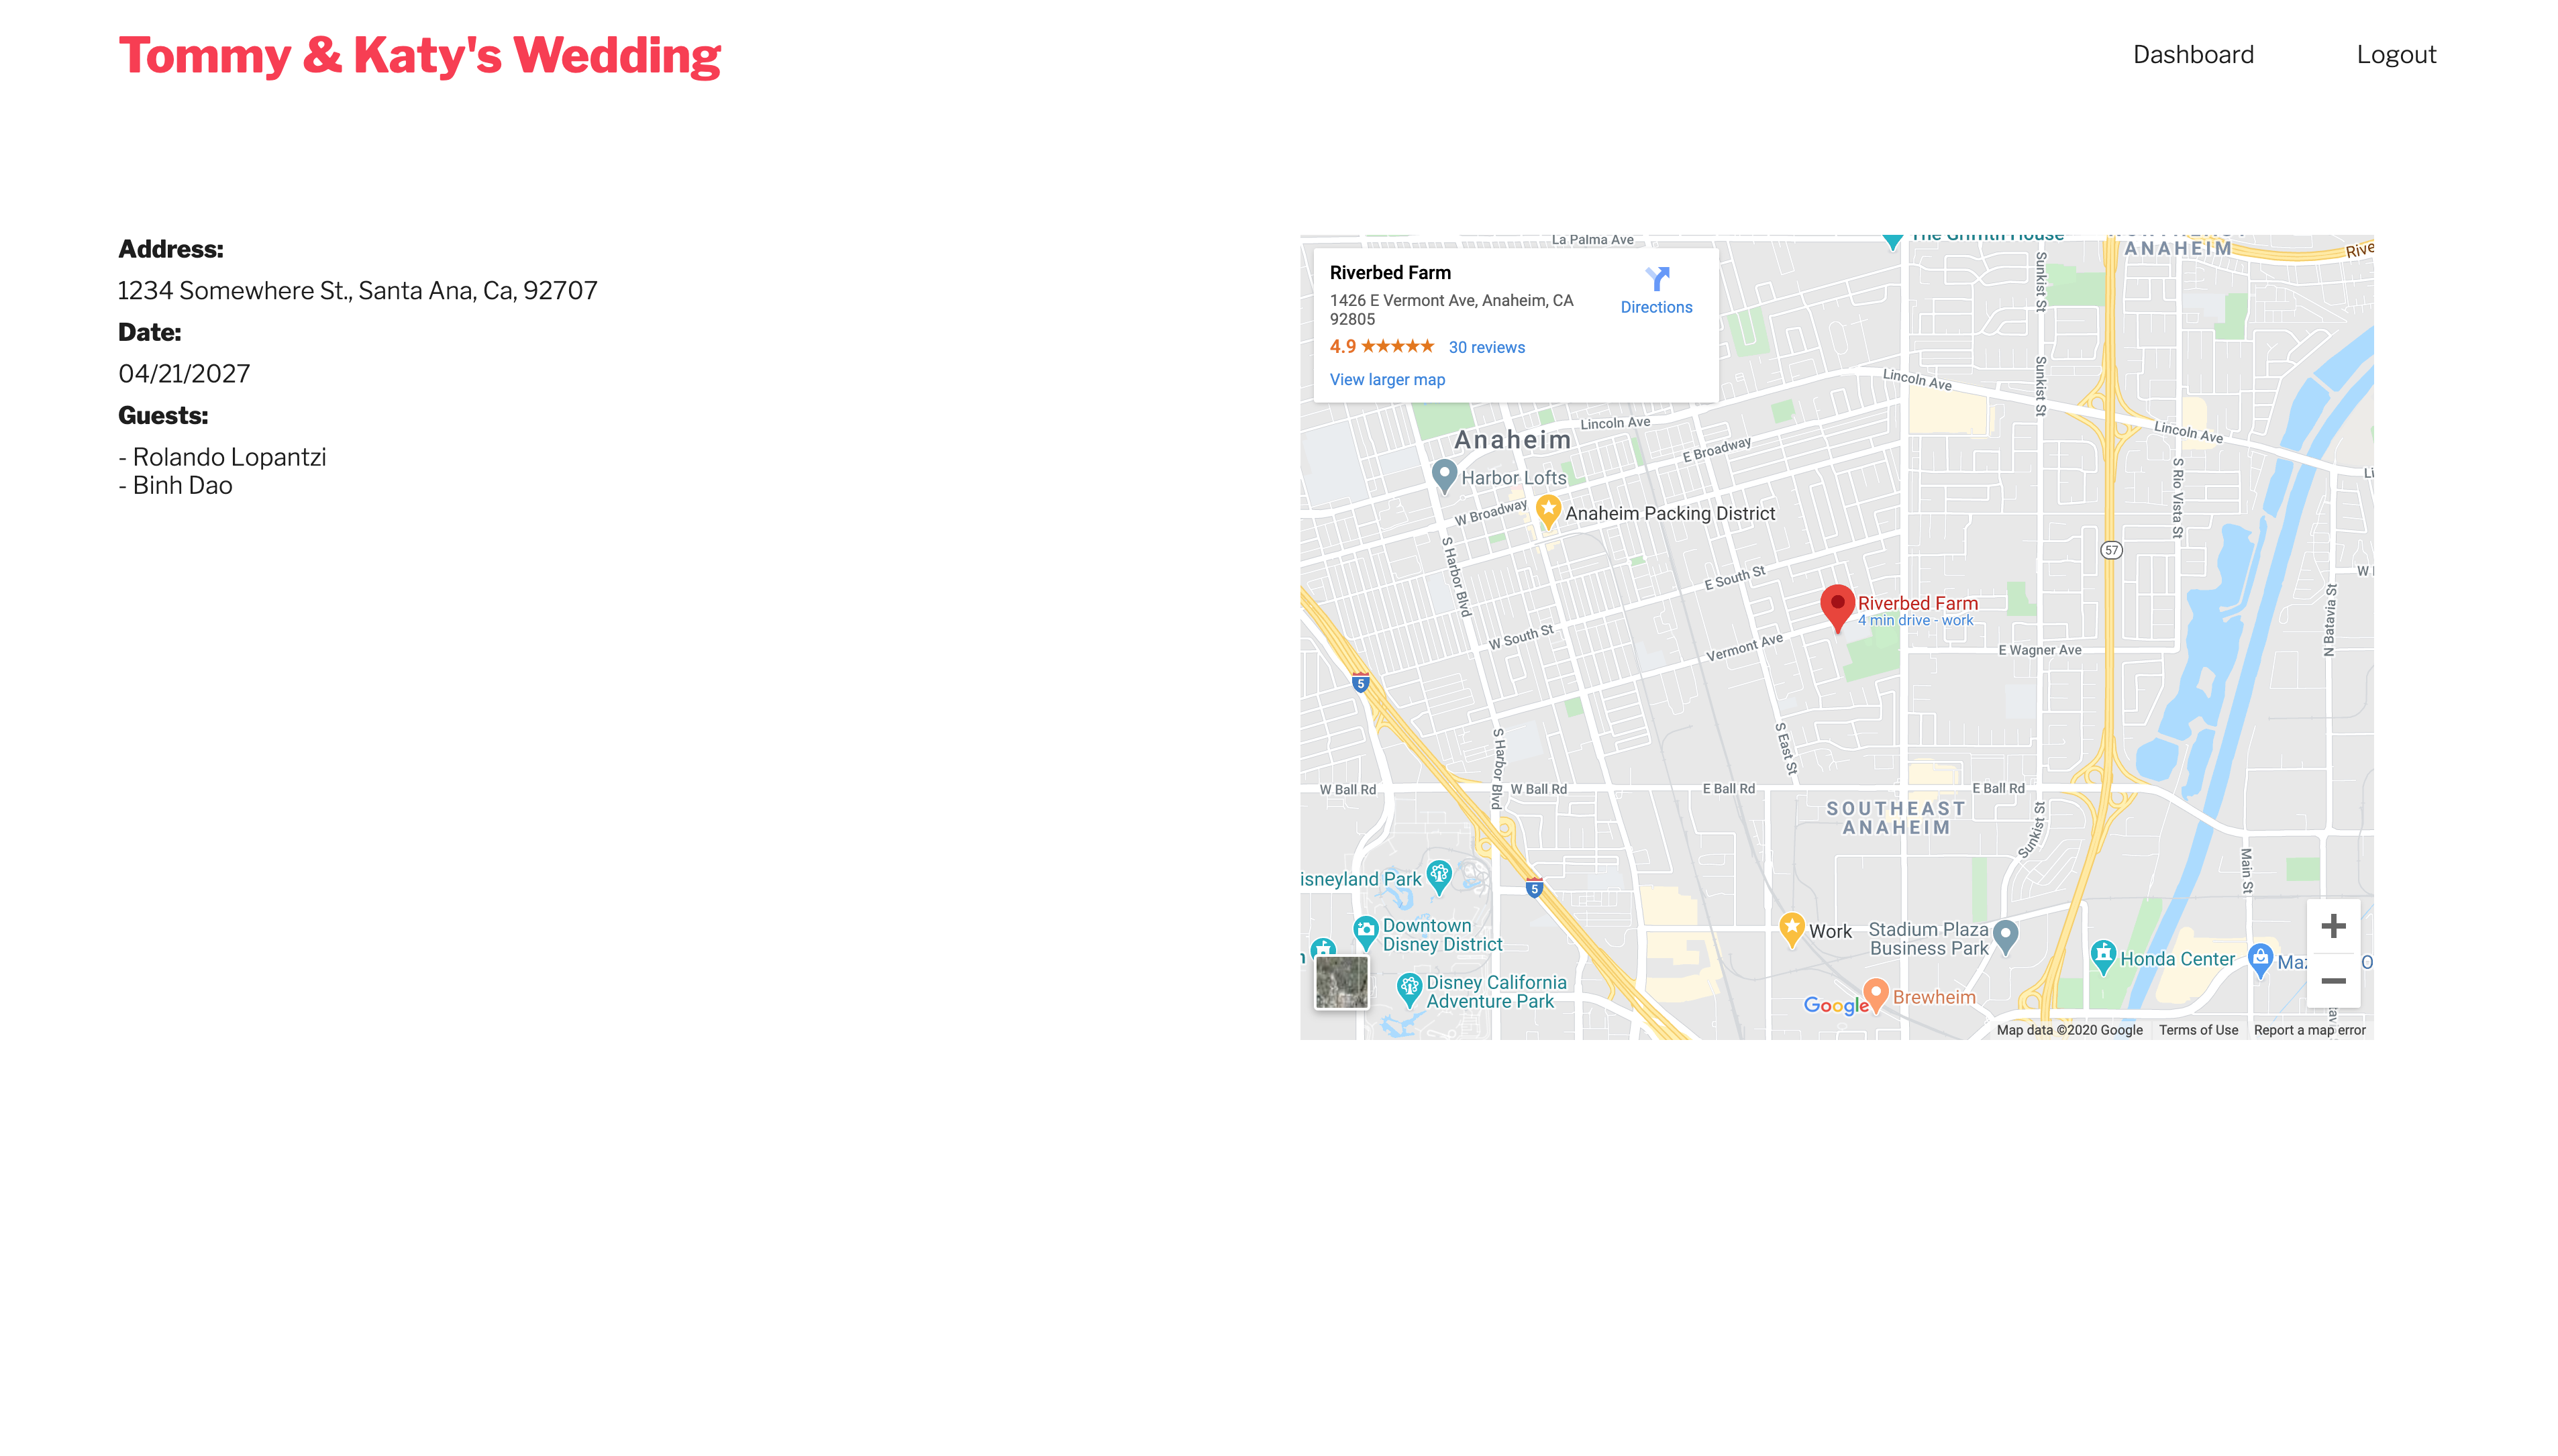 Tommy & Katy's Wedding
Dashboard
Logout
Address:
1234 Somewhere St., Santa Ana, Ca, 92707
Date:
04/21/2027
Guests:
- Rolando Lopantzi
- Binh Dao
La Palma Ave
The Griffith House
ANAHEIM
Riverbed Farm
1426 E Vermont Ave, Anaheim, CA
92805
4.9
30 reviews
View larger map
Directions
Sunkist St
Sunkist St
Lincoln Ave
Lincoln Ave
Lincoln Ave
Anaheim
E Broadway
Harbor Lofts
W Broadway
Anaheim Packing District
S Rio Vista St
57
S Harbor Blvd
E South St
Riverbed Farm
4 min drive - work
W South St
Vermont Ave
E Wagner Ave
N Batavia St
5
S Harbor Blvd
S East St
W Ball Rd
W Ball Rd
E Ball Rd
E Ball Rd
SOUTHEAST
ANAHEIM
Sunkist St
Main St
isneyland Park
5
Downtown
Disney District
Work
Stadium Plaza
Business Park
Honda Center
Disney California
Adventure Park
Google
Brewheim
Map data ©2020 Google
Terms of Use
Report a map error